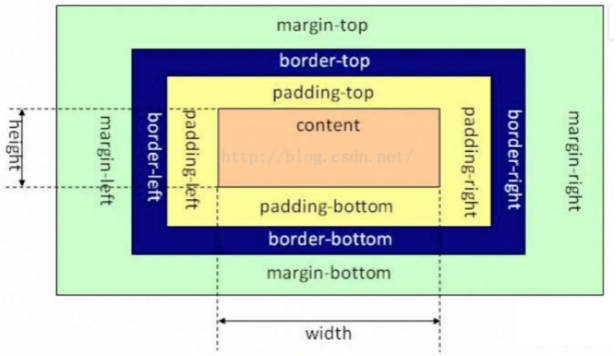 margin-top
border-top
padding-top
content
height
margin-left
border-left
padding-left
http://blog.csdn.net/
padding-right
border-right
margin-right
padding-bottom
border-bottom
margin-bottom
width